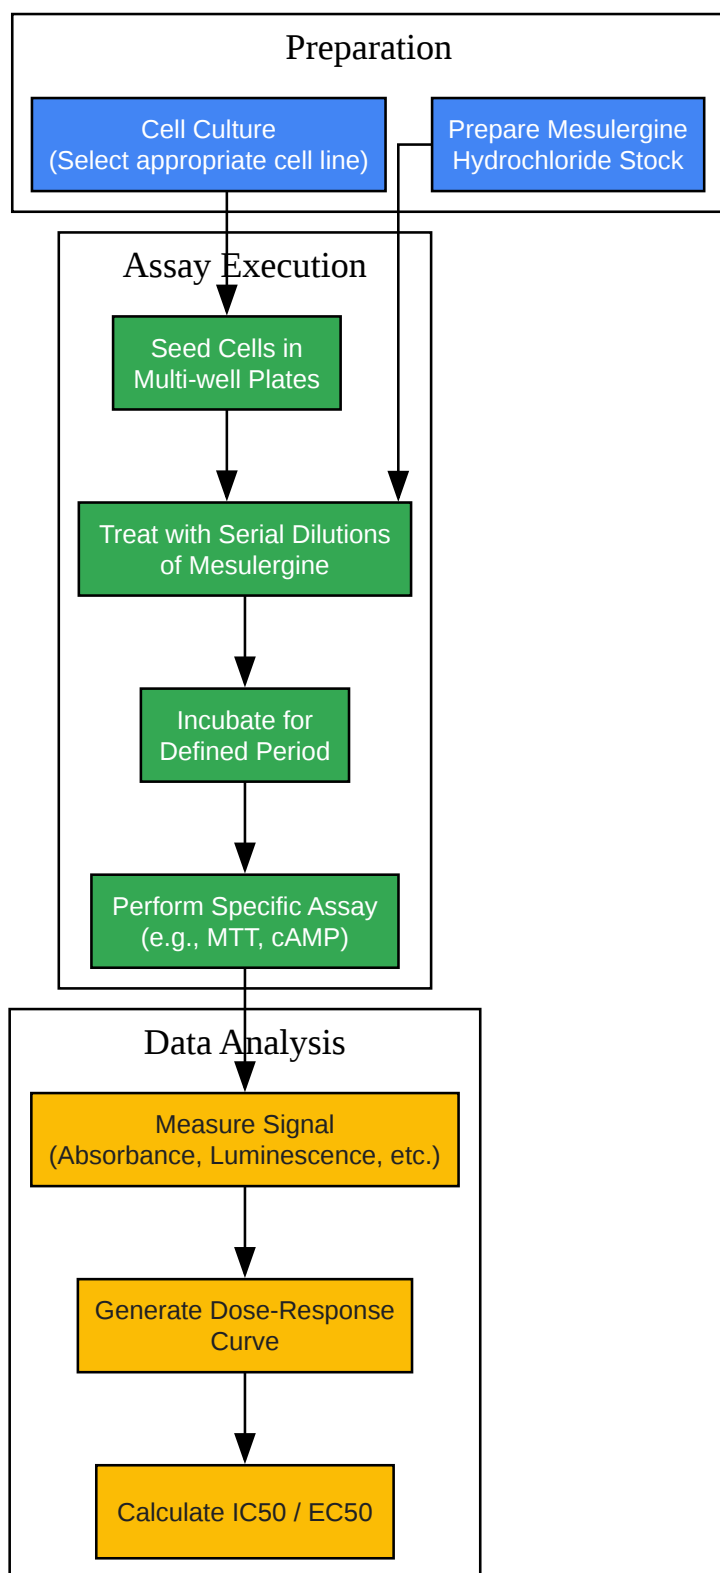 Preparation
Cell Culture
(Select appropriate cell line)
Prepare Mesulergine
Hydrochloride Stock
Assay Execution
Seed Cells in
Multi-well Plates
Treat with Serial Dilutions
of Mesulergine
Incubate for
Defined Period
Perform Specific Assay
(e.g., MTT, cAMP)
Data Analysis
Measure Signal
(Absorbance, Luminescence, etc.)
Generate Dose-Response
Curve
Calculate IC50 / EC50